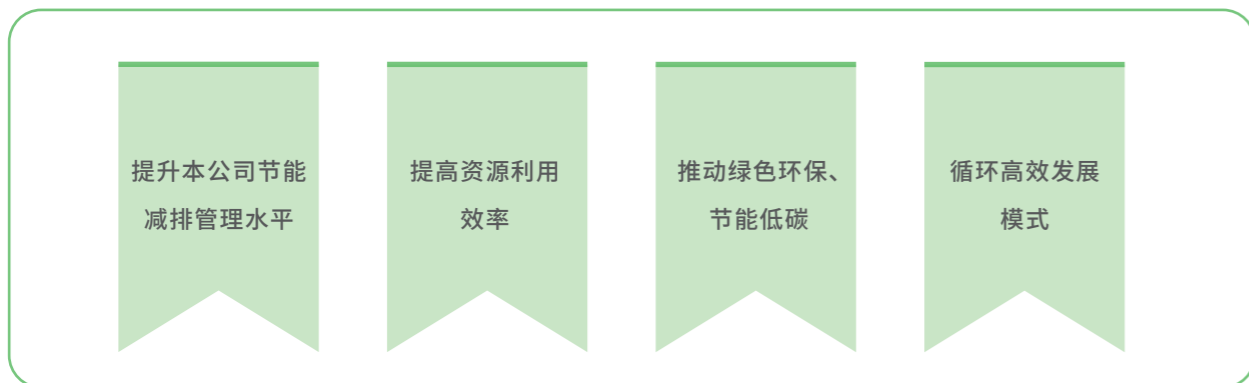 提升本公司节能
减排管理水平
提高资源利用
效率
推动绿色环保、
节能低碳
循环高效发展
模式